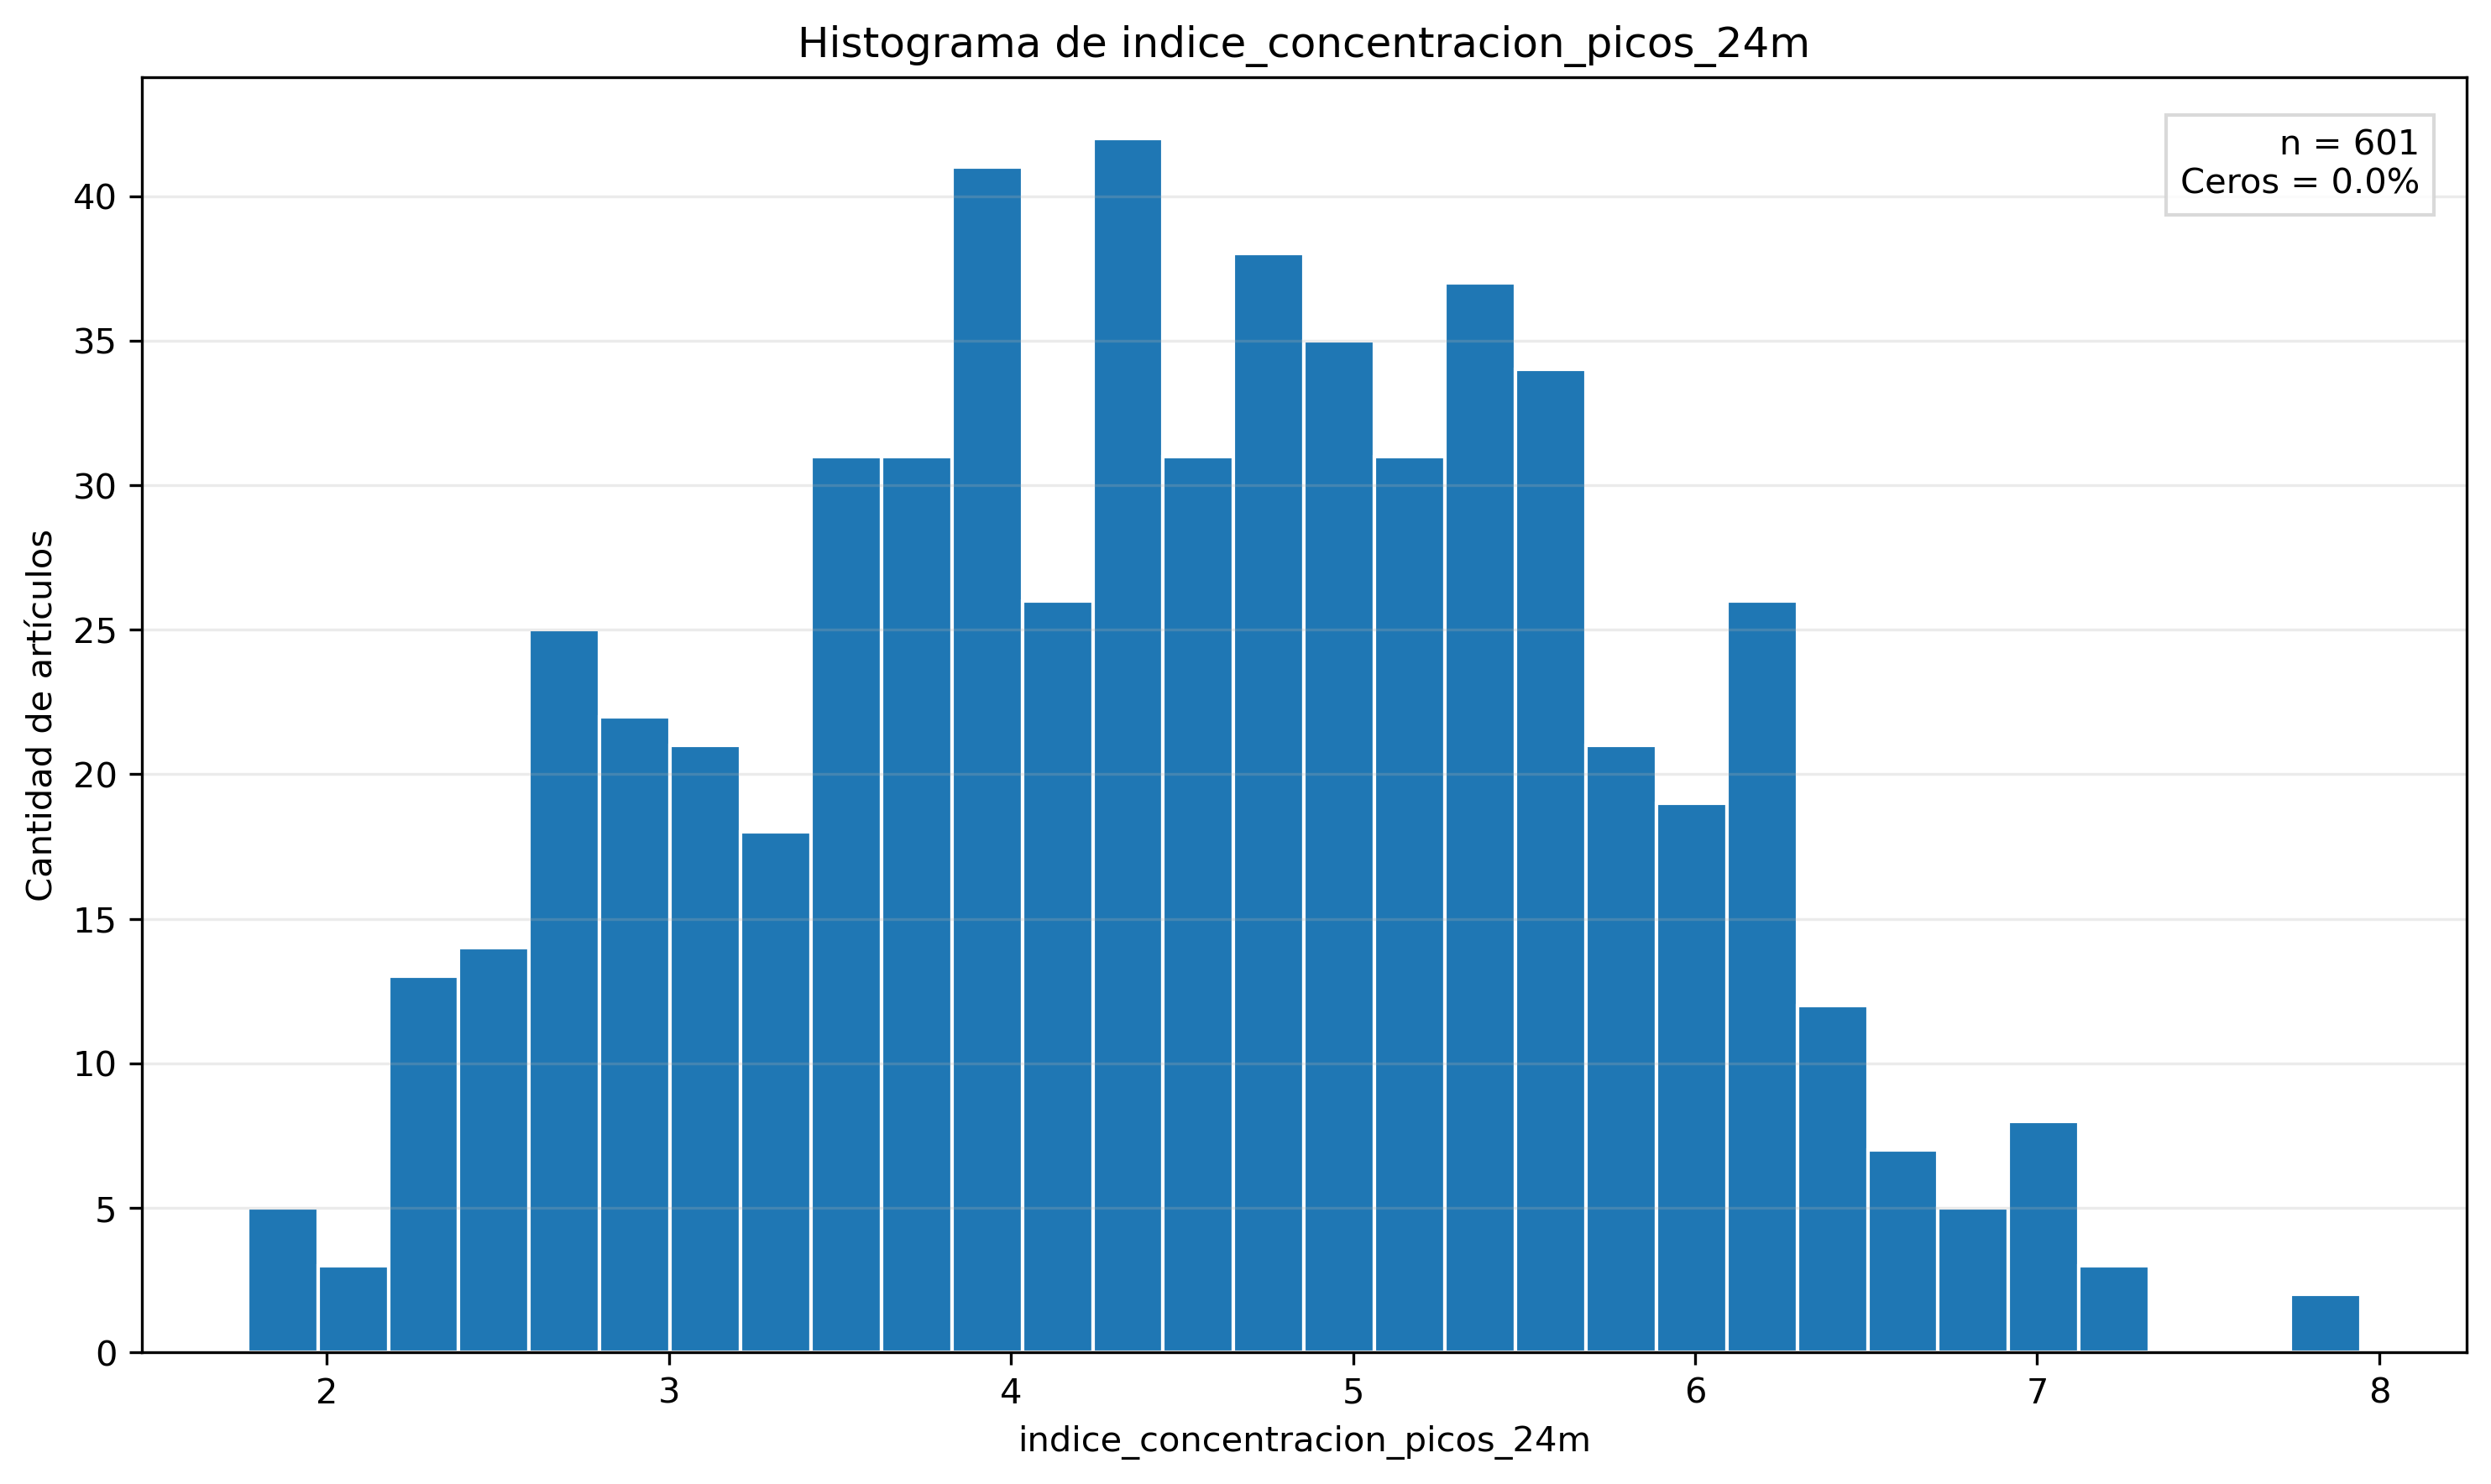 Histograma de indice_concentracion_picos_24m
n = 601
Ceros = 0.0%
Cantidad de artículos
40
35
30
25
20
15
10
5
0
2 3 4 5 6 7 8
indice_concentracion_picos_24m